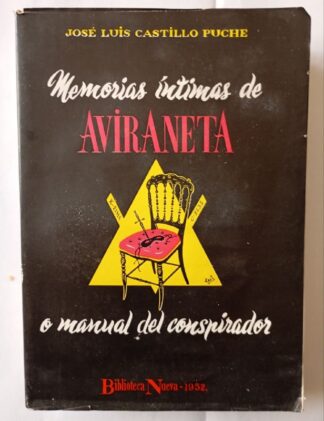 JOSÉ LUIS CASTILLO PUCHE
Memorias íntimas de
AVIRANETA
o manual del conspirador
Biblioteca Nueva-1952.